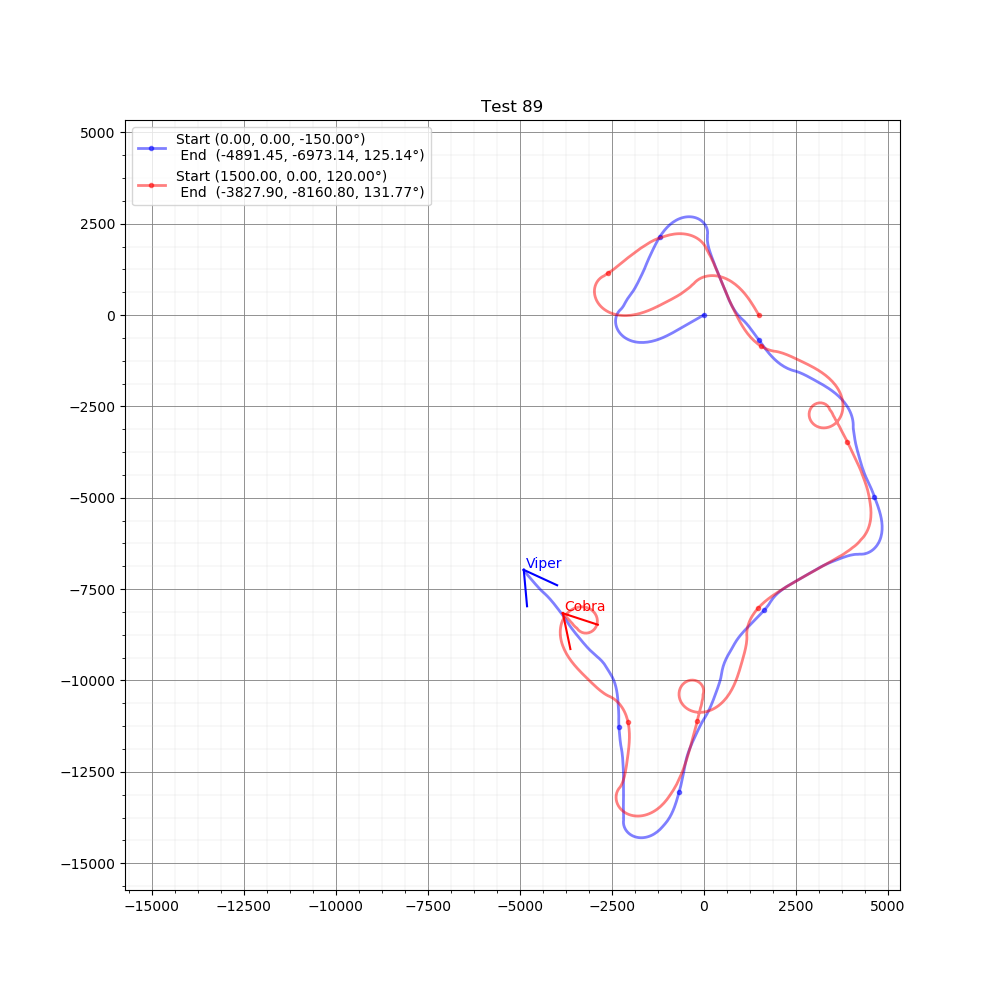 Test 89
Start (0.00, 0.00, -150.00°)
End  (-4891.45, -6973.14, 125.14°)
Start (1500.00, 0.00, 120.00°)
End  (-3827.90, -8160.80, 131.77°)
5000
2500
0
−2500
−5000
−7500
−10000
−12500
−15000
Viper
Cobra
−15000 −12500 −10000 −7500 −5000 −2500 0 2500 5000